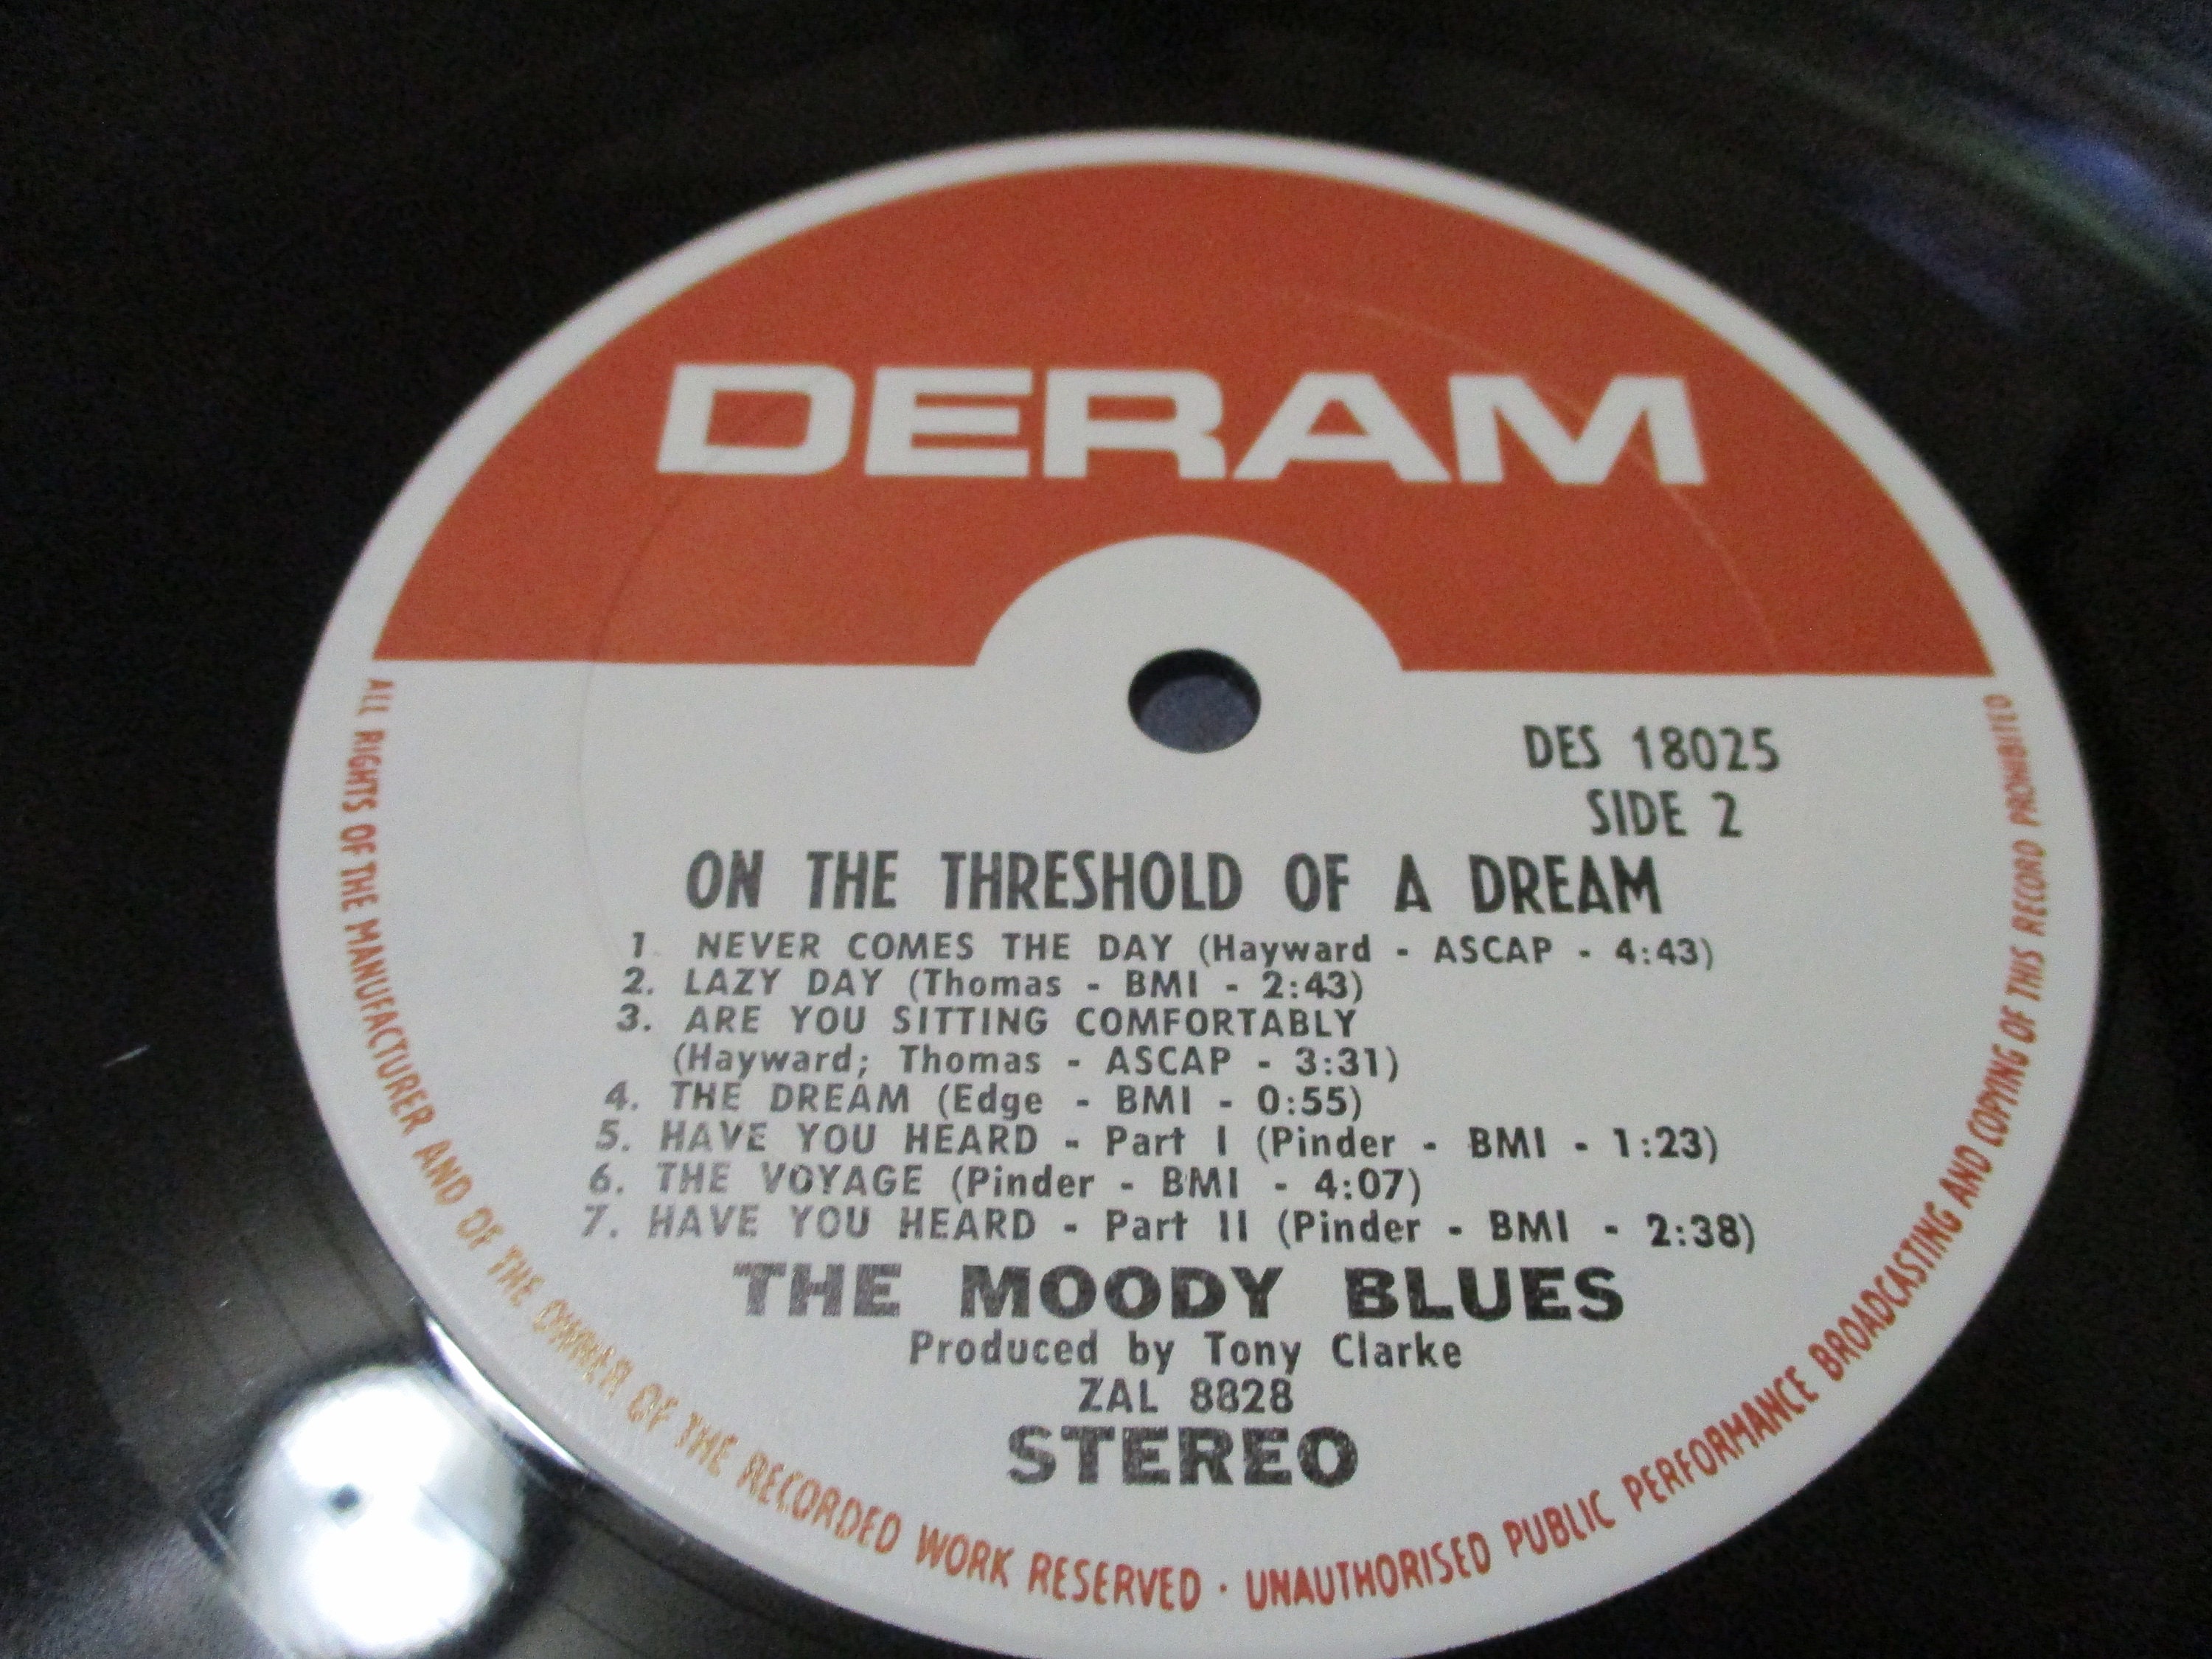 DERAM
DES 18025
SIDE 2
ON THE THRESHOLD OF A DREAM
1. NEVER COMES THE DAY (Hayward - ASCAP - 4:43)
2. LAZY DAY (Thomas - BMI - 2:43)
3. ARE YOU SITTING COMFORTABLY
(Hayward; Thomas - ASCAP - 3:31)
4. THE DREAM (Edge - BMI - 0:55)
5. HAVE YOU HEARD - Part I (Pinder - BMI - 1:23)
6. THE VOYAGE (Pinder - BMI - 4:07)
7. HAVE YOU HEARD - Part II (Pinder - BMI - 2:38)
THE MOODY BLUES
Produced by Tony Clarke
ZAL 8828
STEREO
ALL RIGHTS OF THE MANUFACTURER AND OF THE OWNER OF THE RECORDED WORK RESERVED · UNAUTHORISED PUBLIC PERFORMANCE BROADCASTING AND COPYING OF THIS RECORD PROHIBITED